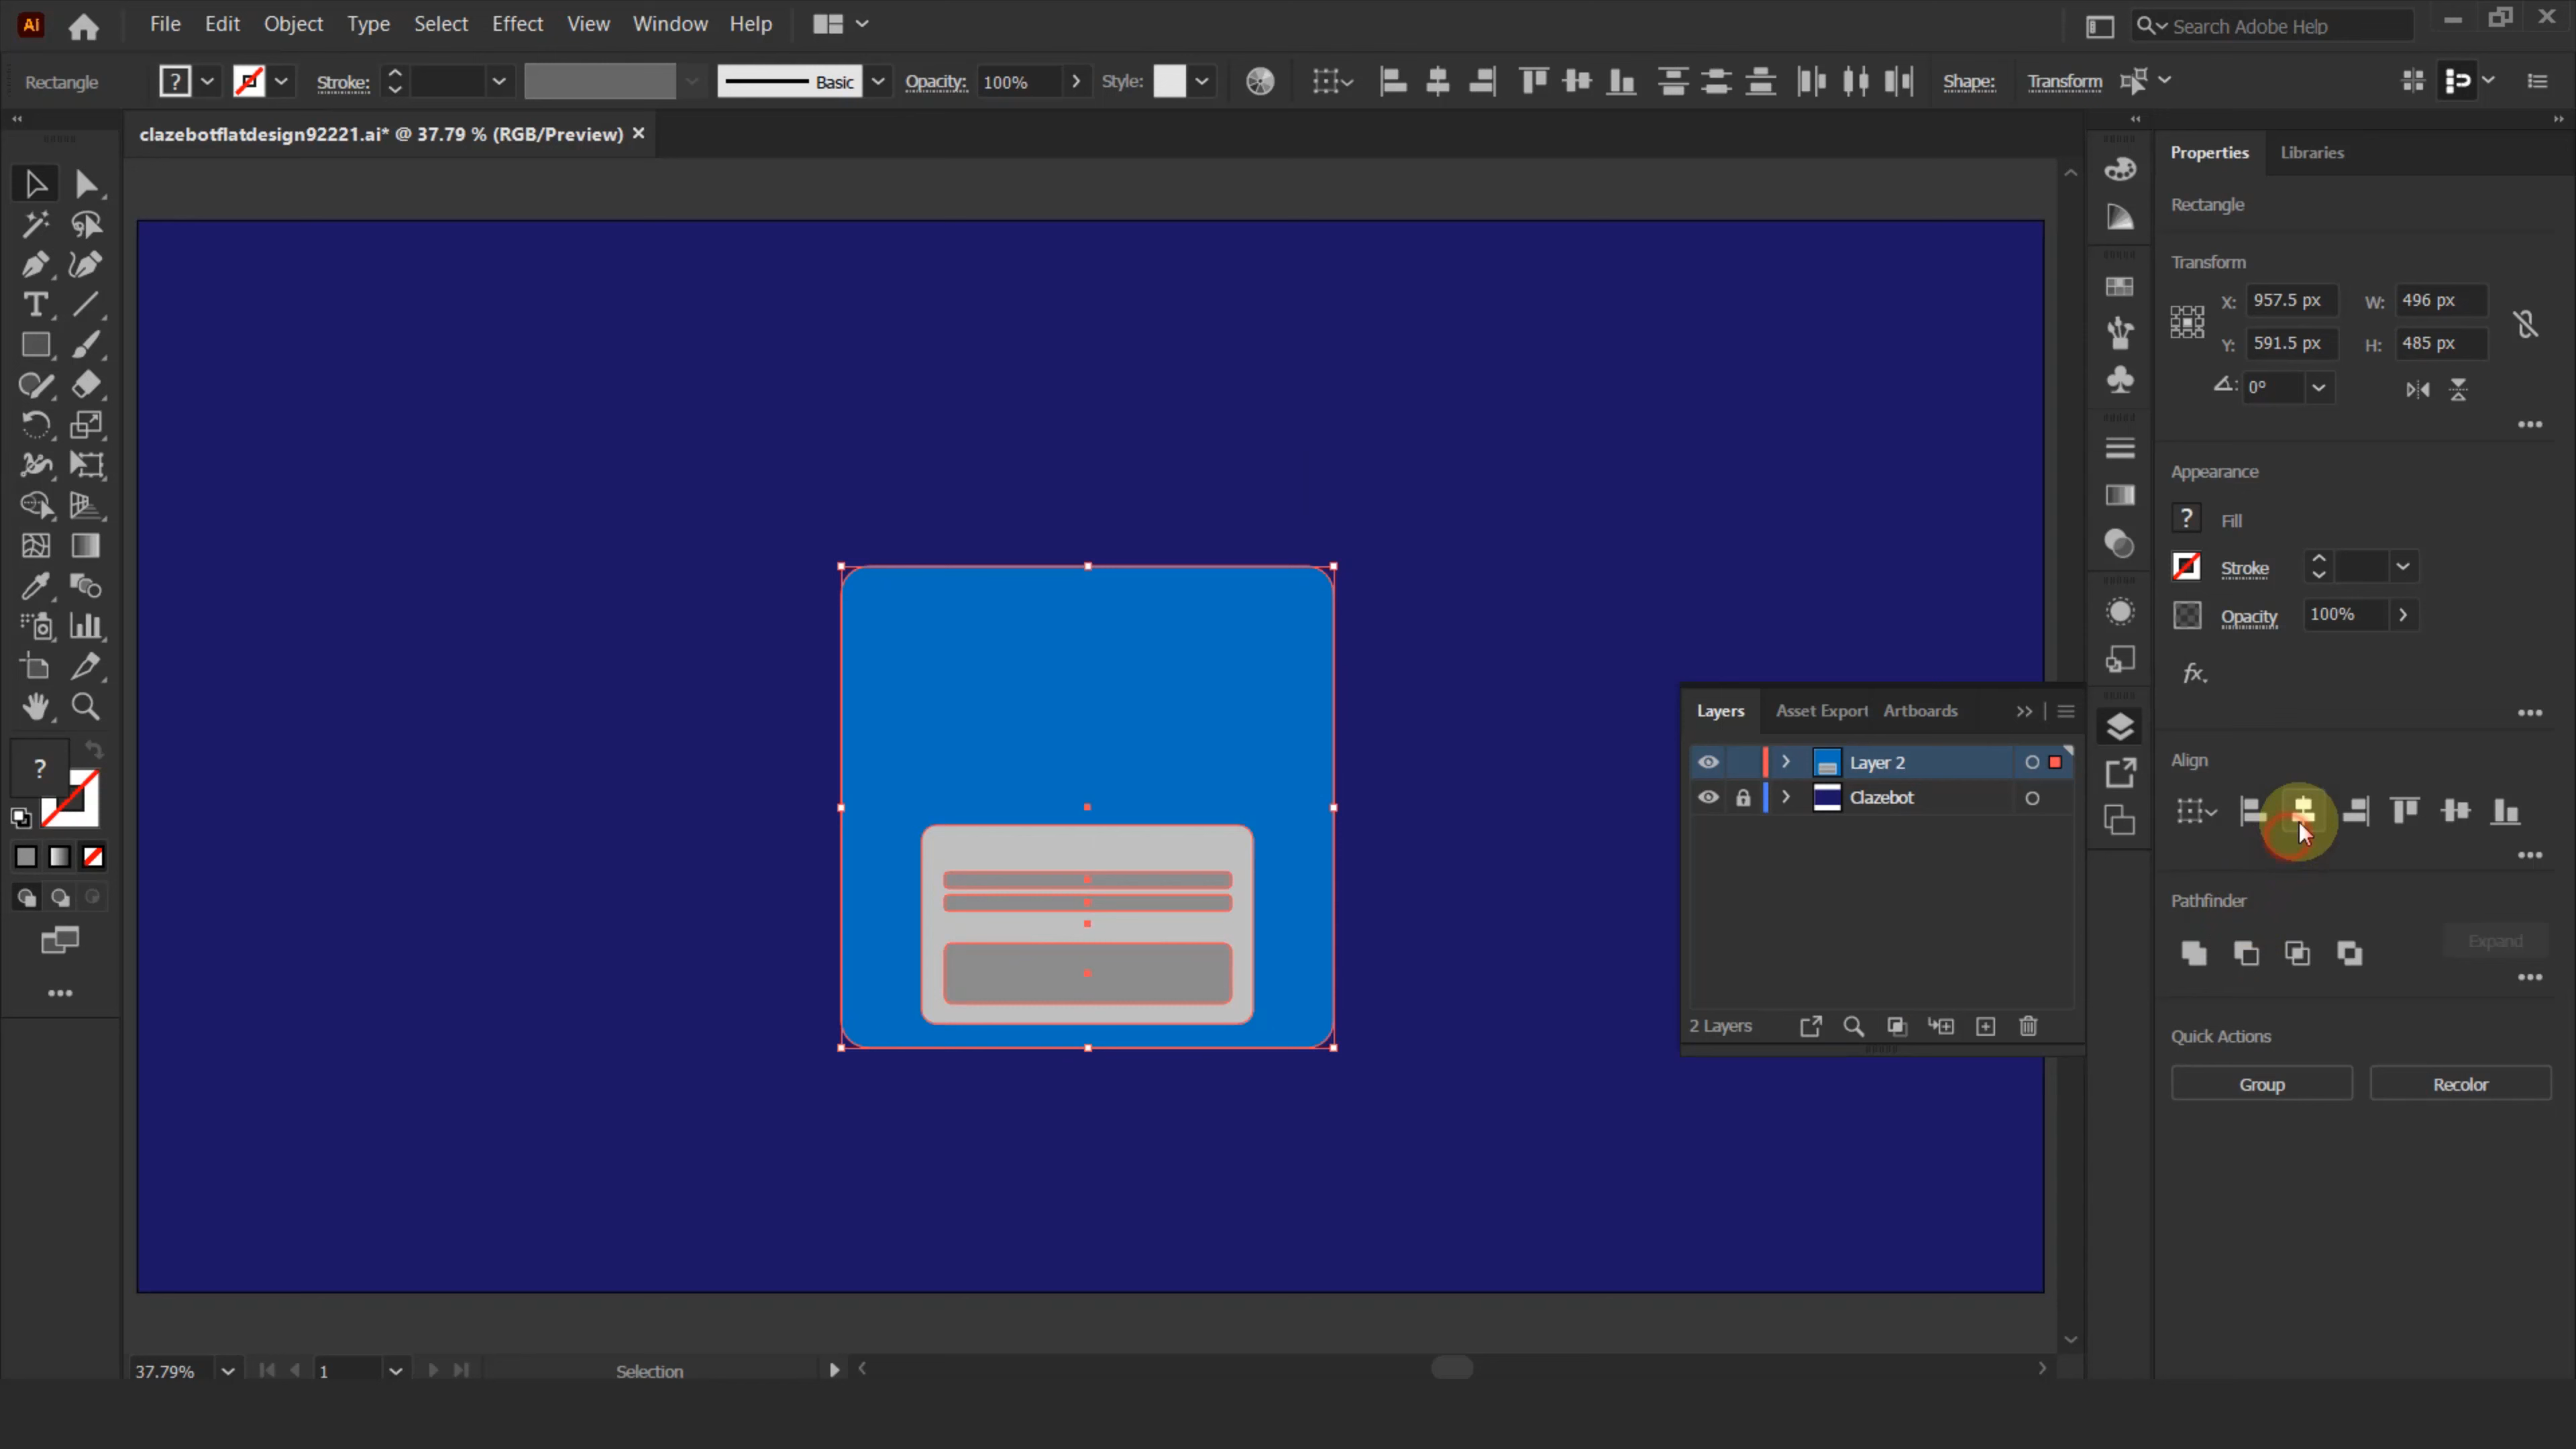 Ai File Edit Object Type Select Effect View Window Help Search Adobe Help
Rectangle ? Stroke: Basic Opacity: 100% Style: Shape: Transform
clazebotflatdesign92221.ai* @ 37.79 % (RGB/Preview) ×
Properties Libraries
Rectangle
Transform
X: 957.5 px W: 496 px
Y: 591.5 px H: 485 px
0°
Appearance
? Fill
Stroke
Opacity 100%
fx.
Layers Asset Export Artboards
Layer 2
Clazebot
2 Layers
Align
Pathfinder
Expand
Quick Actions
Group Recolor
?
37.79% 1 Selection